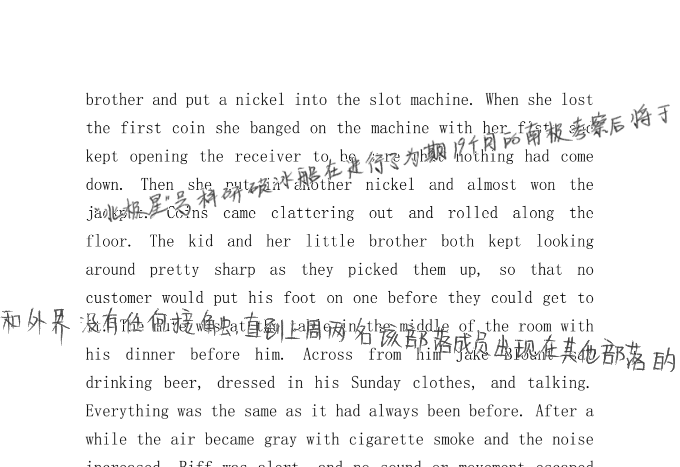 brother and put a nickel into the slot machine. When she lost
the first coin she banged on the machine with her fist and
kept opening the receiver to be sure that nothing had come
down. Then she put in another nickel and almost won the
jackpot. Coins came clattering out and rolled along the
floor. The kid and her little brother both kept looking
around pretty sharp as they picked them up, so that no
customer would put his foot on one before they could get to
it. The mute was at the table in the middle of the room with
his dinner before him. Across from him Jake Blount sat
drinking beer, dressed in his Sunday clothes, and talking.
Everything was the same as it had always been before. After a
while the air became gray with cigarette smoke and the noise
increased. Biff was alert, and no sound or movement escaped
“北极星”号科研破冰船在进行了为期19个月的南极考察后将于
和外界没有任何接触直到上周两名该部落成员出现在其他部落的